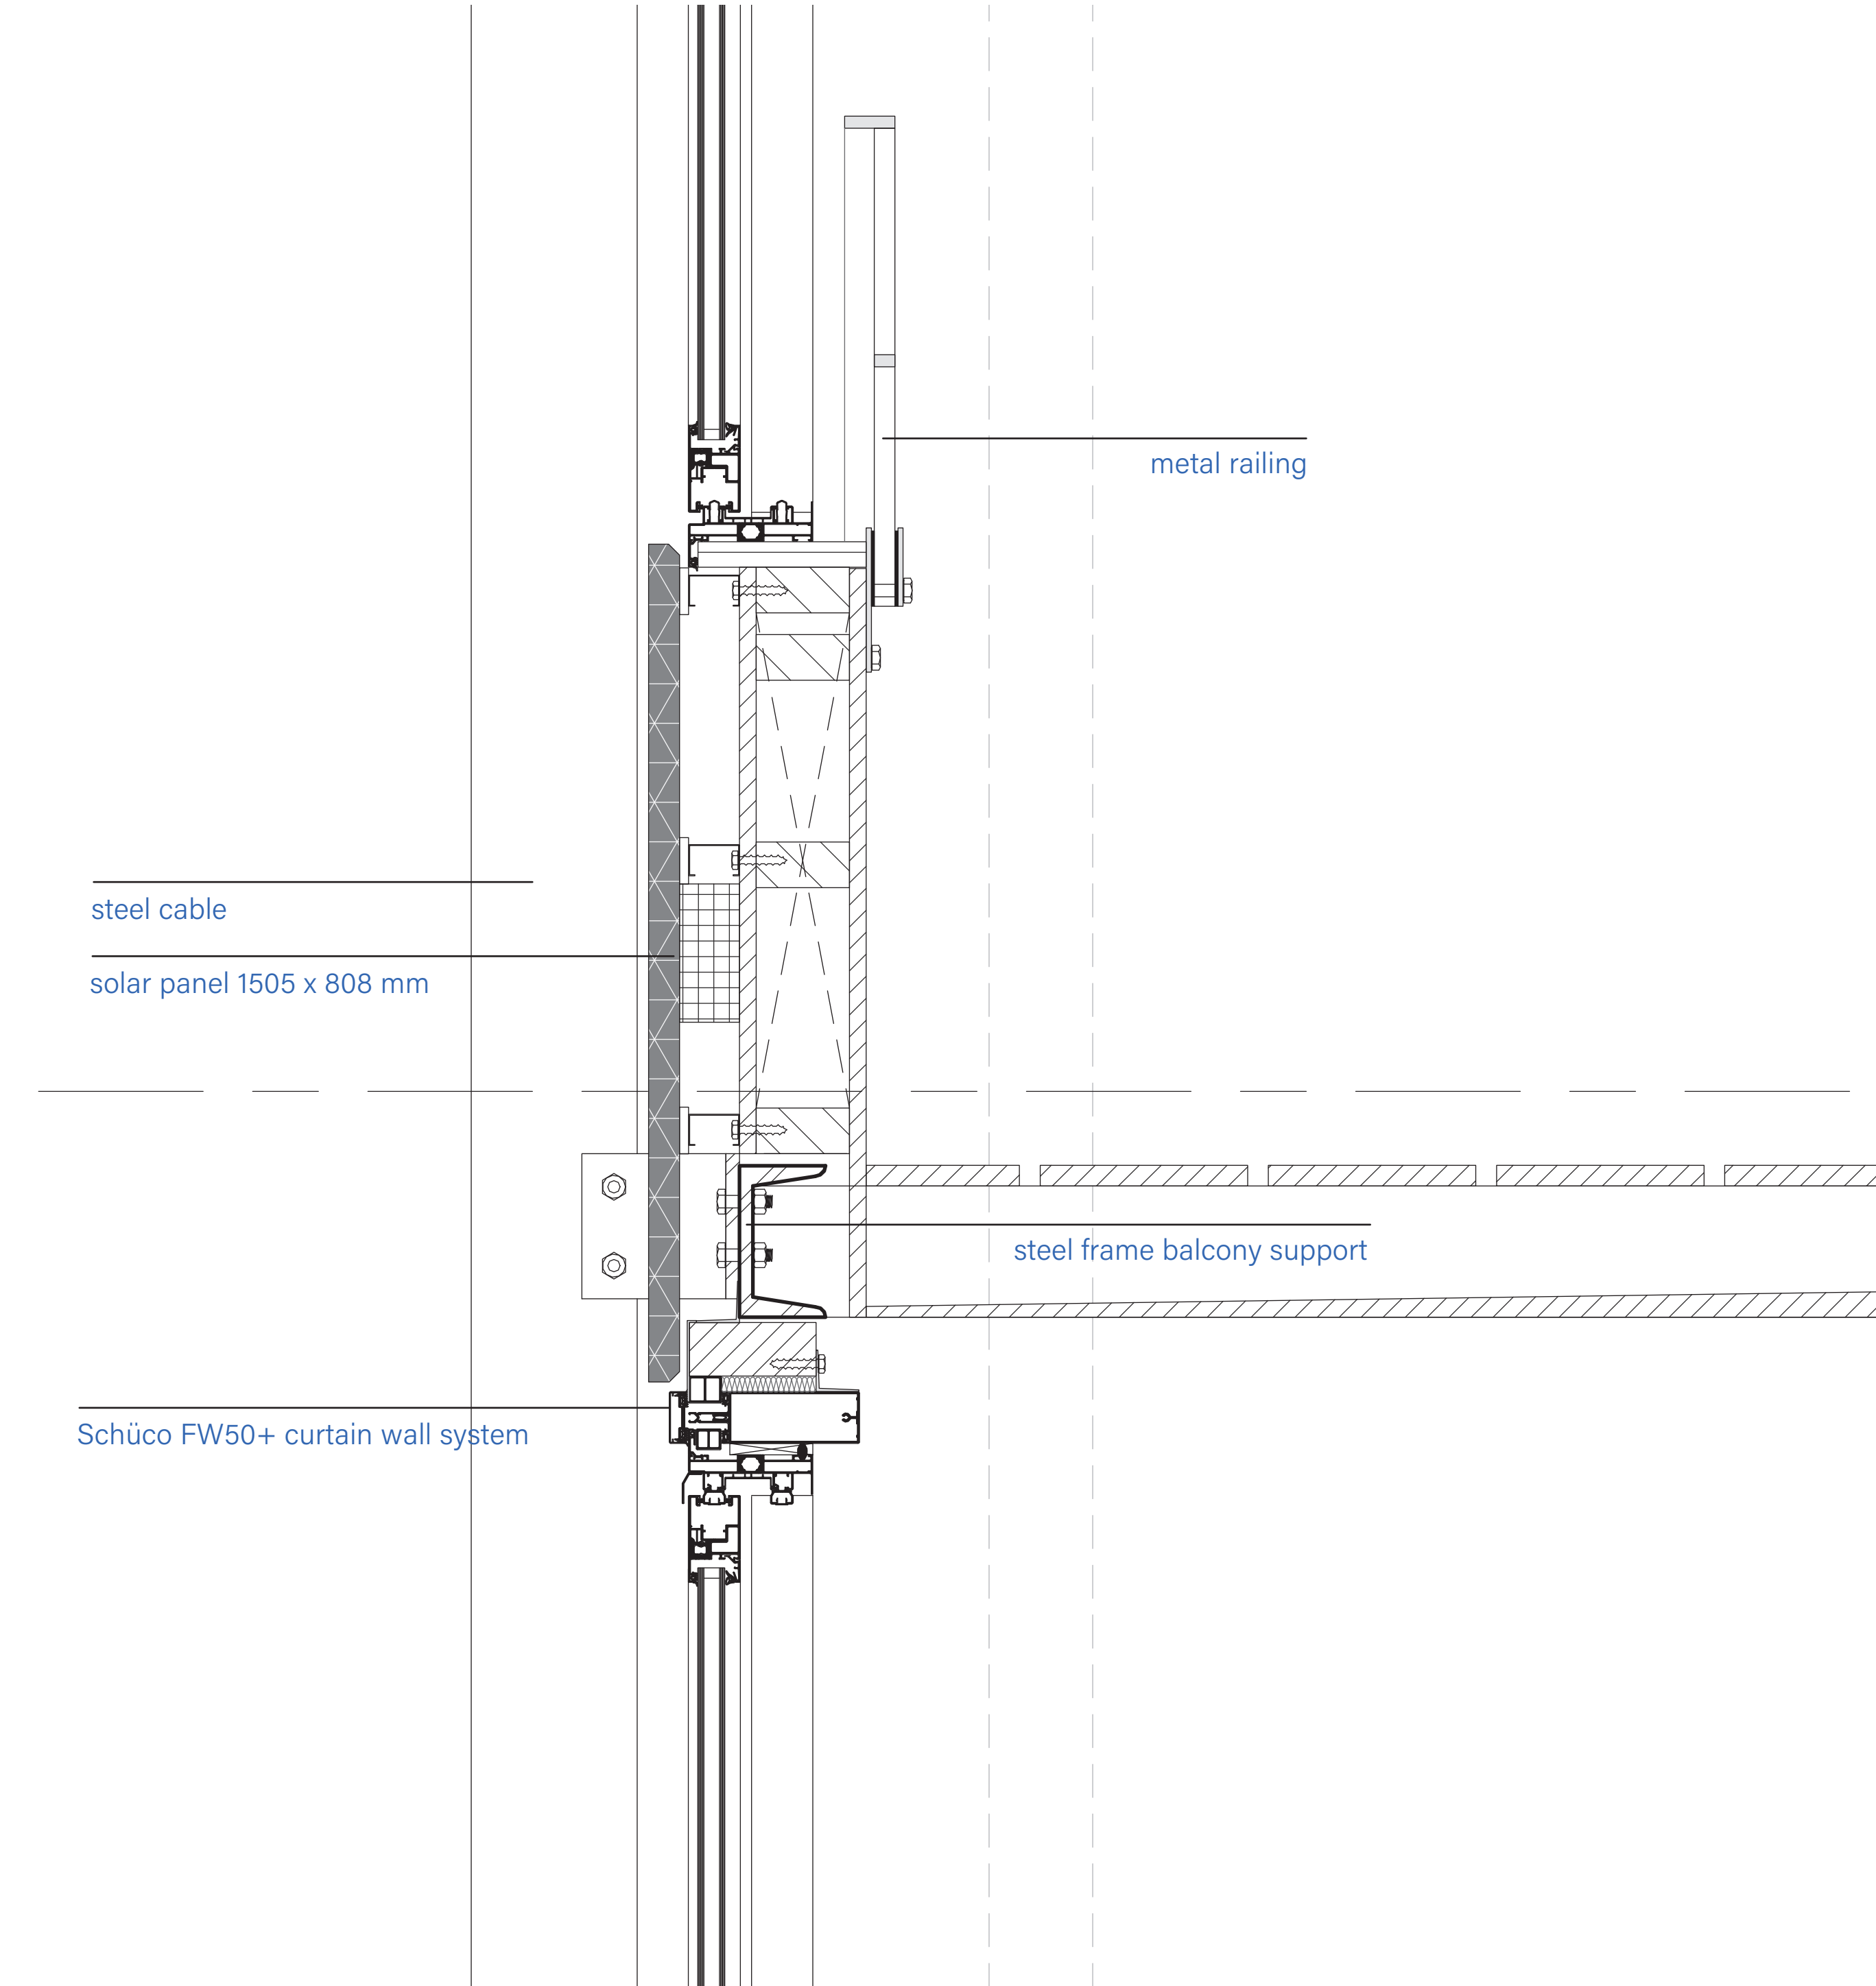 metal railing
steel cable
solar panel 1505 x 808 mm
steel frame balcony support
Schüco FW50+ curtain wall system